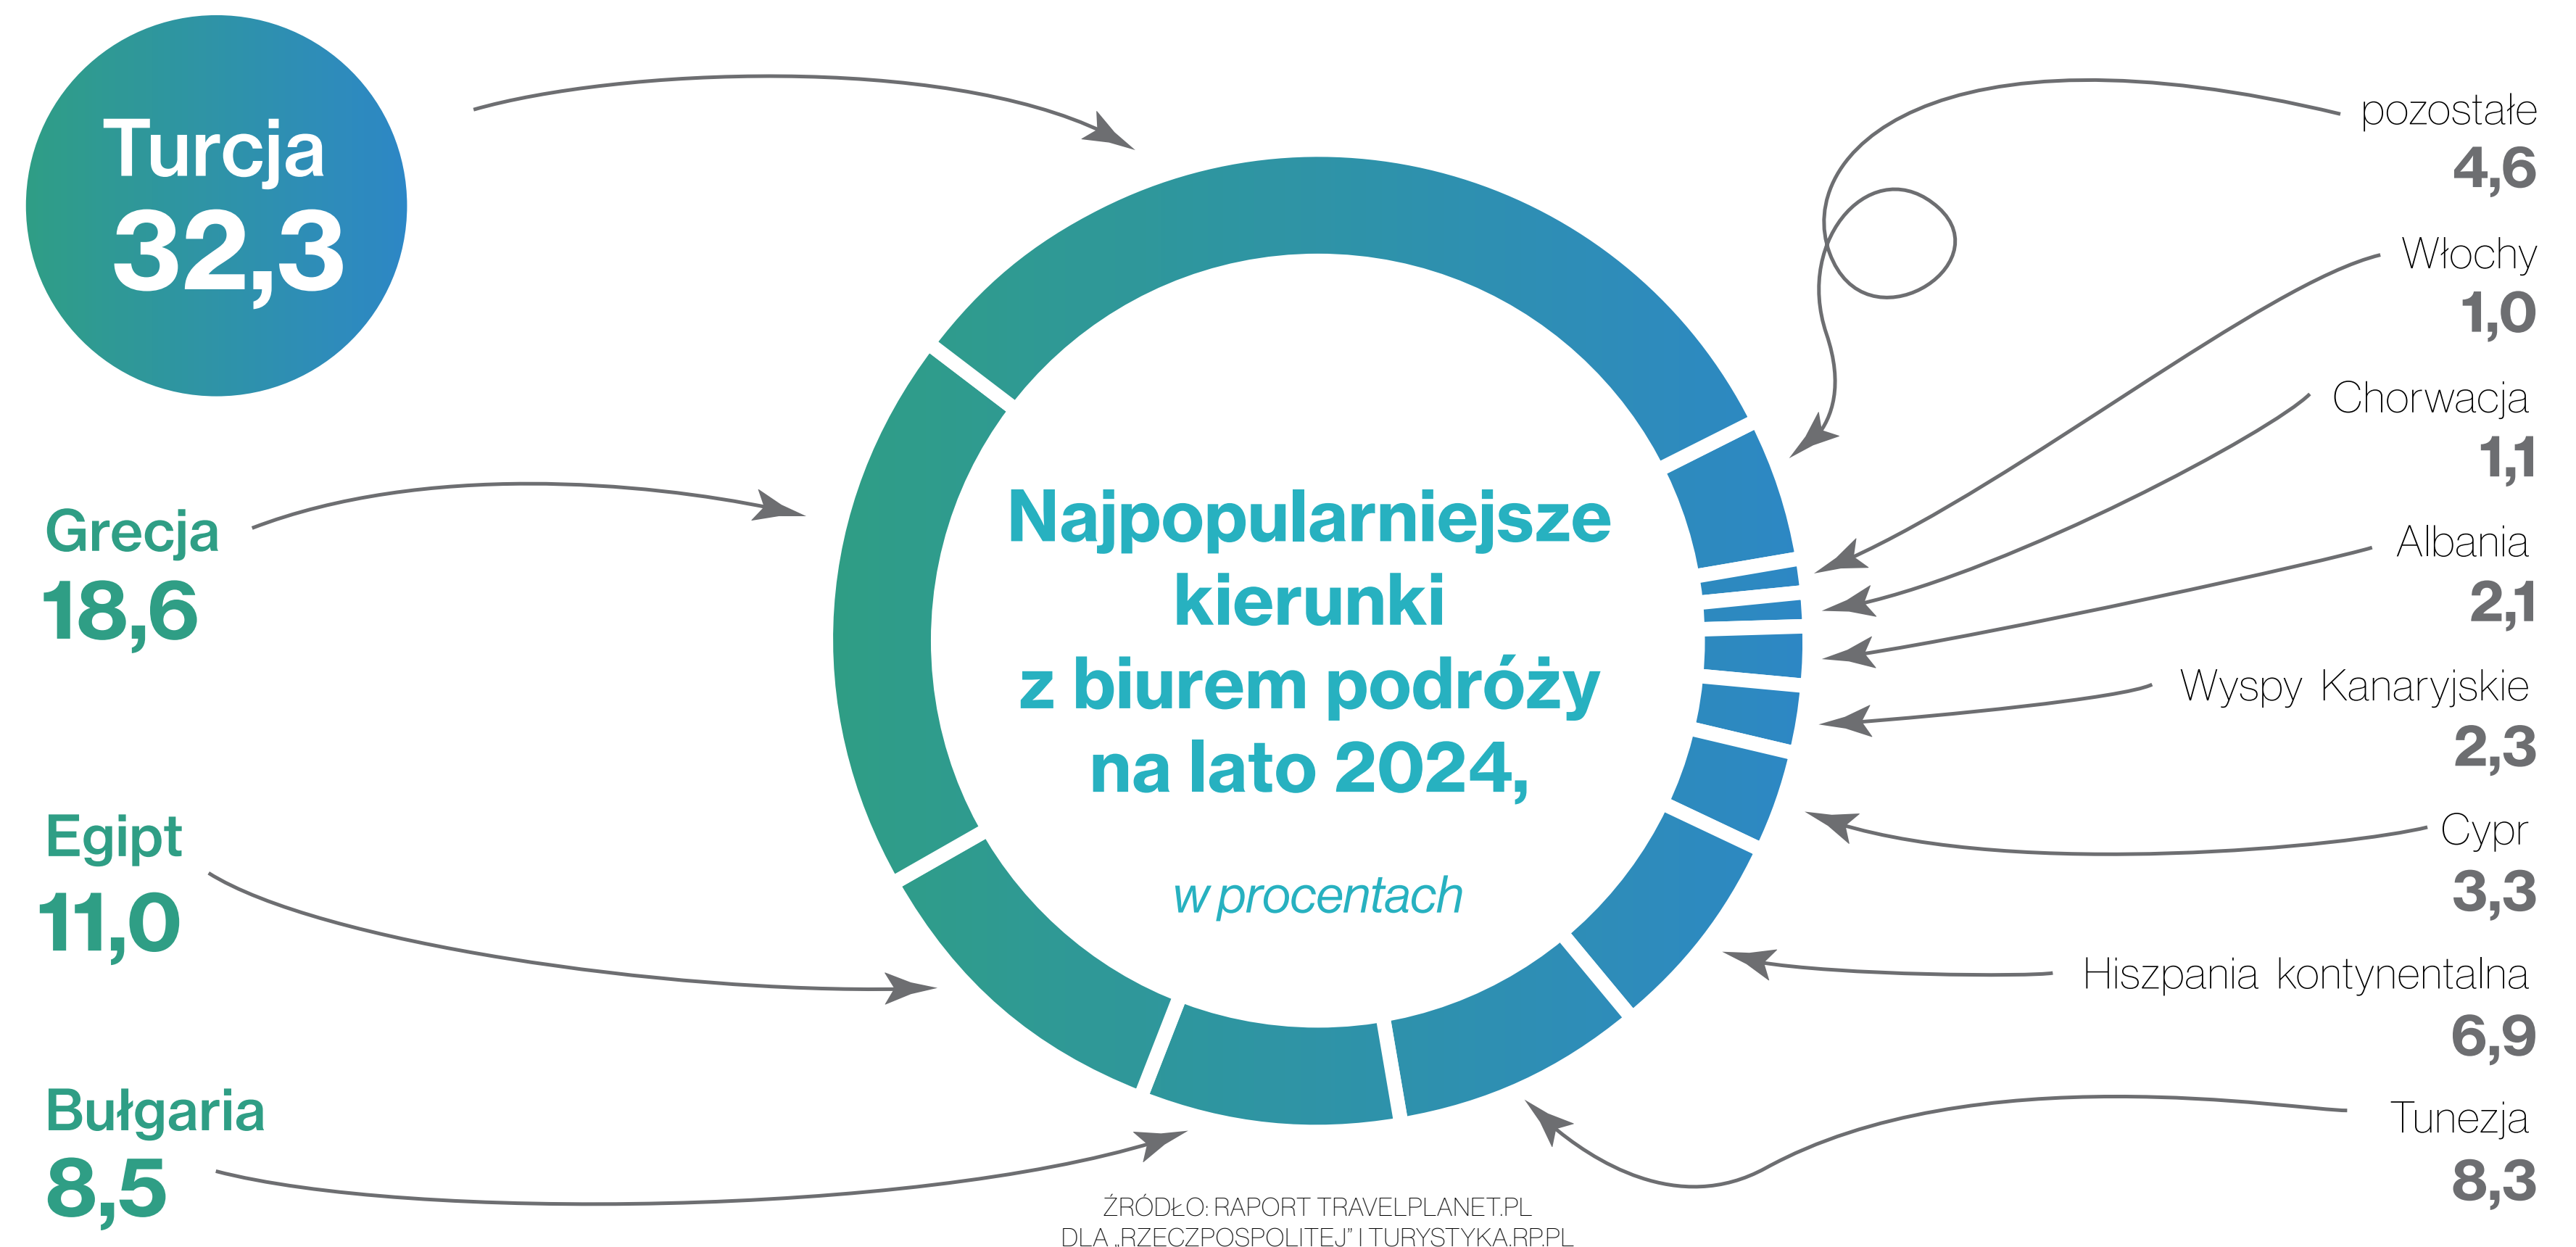 Turcja
32,3
Grecja
18,6
Egipt
11,0
Bułgaria
8,5
Najpopularniejsze
kierunki
z biurem podróży
na lato 2024,
w procentach
pozostałe
4,6
Włochy
1,0
Chorwacja
1,1
Albania
2,1
Wyspy Kanaryjskie
2,3
Cypr
3,3
Hiszpania kontynentalna
6,9
Tunezja
8,3
ŹRÓDŁO: RAPORT TRAVELPLANET.PL
DLA „RZECZPOSPOLITEJ” I TURYSTYKA.RP.PL